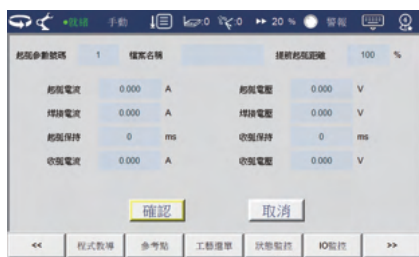 •就緒 手動 :0 :0 20 % 警報
起弧參數號碼 1 檔案名稱 提前起弧距離 100 %
起弧電流 0.000 A 起弧電壓 0.000 V
焊接電流 0.000 A 焊接電壓 0.000 V
起弧保持 0 ms 收弧保持 0 ms
收弧電流 0.000 A 收弧電壓 0.000 V
確認 取消
<< 程式教導 參考點 工藝選單 狀態監控 IO監控 >>